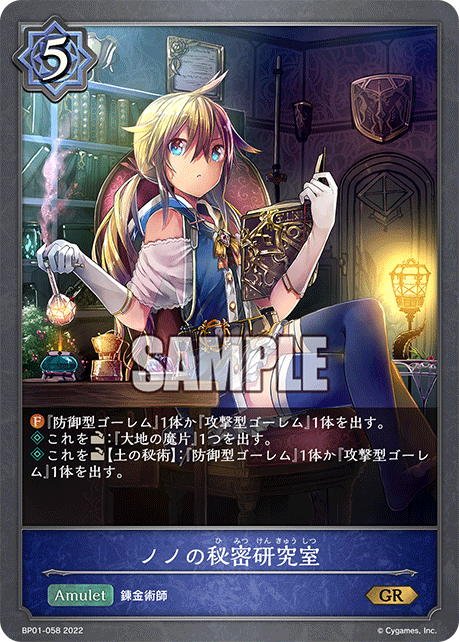 5
SAMPLE
F『防御型ゴーレム』1体か『攻撃型ゴーレム』1体を出す。
これを:『大地の魔片』1つを出す。
これを【土の秘術】:『防御型ゴーレム』1体か『攻撃型ゴーレ
ム』1体を出す。
ひみつけんきゅうしつ
ノノの秘密研究室
Amulet 錬金術師 GR
BP01-058 2022 © Cygames, Inc.